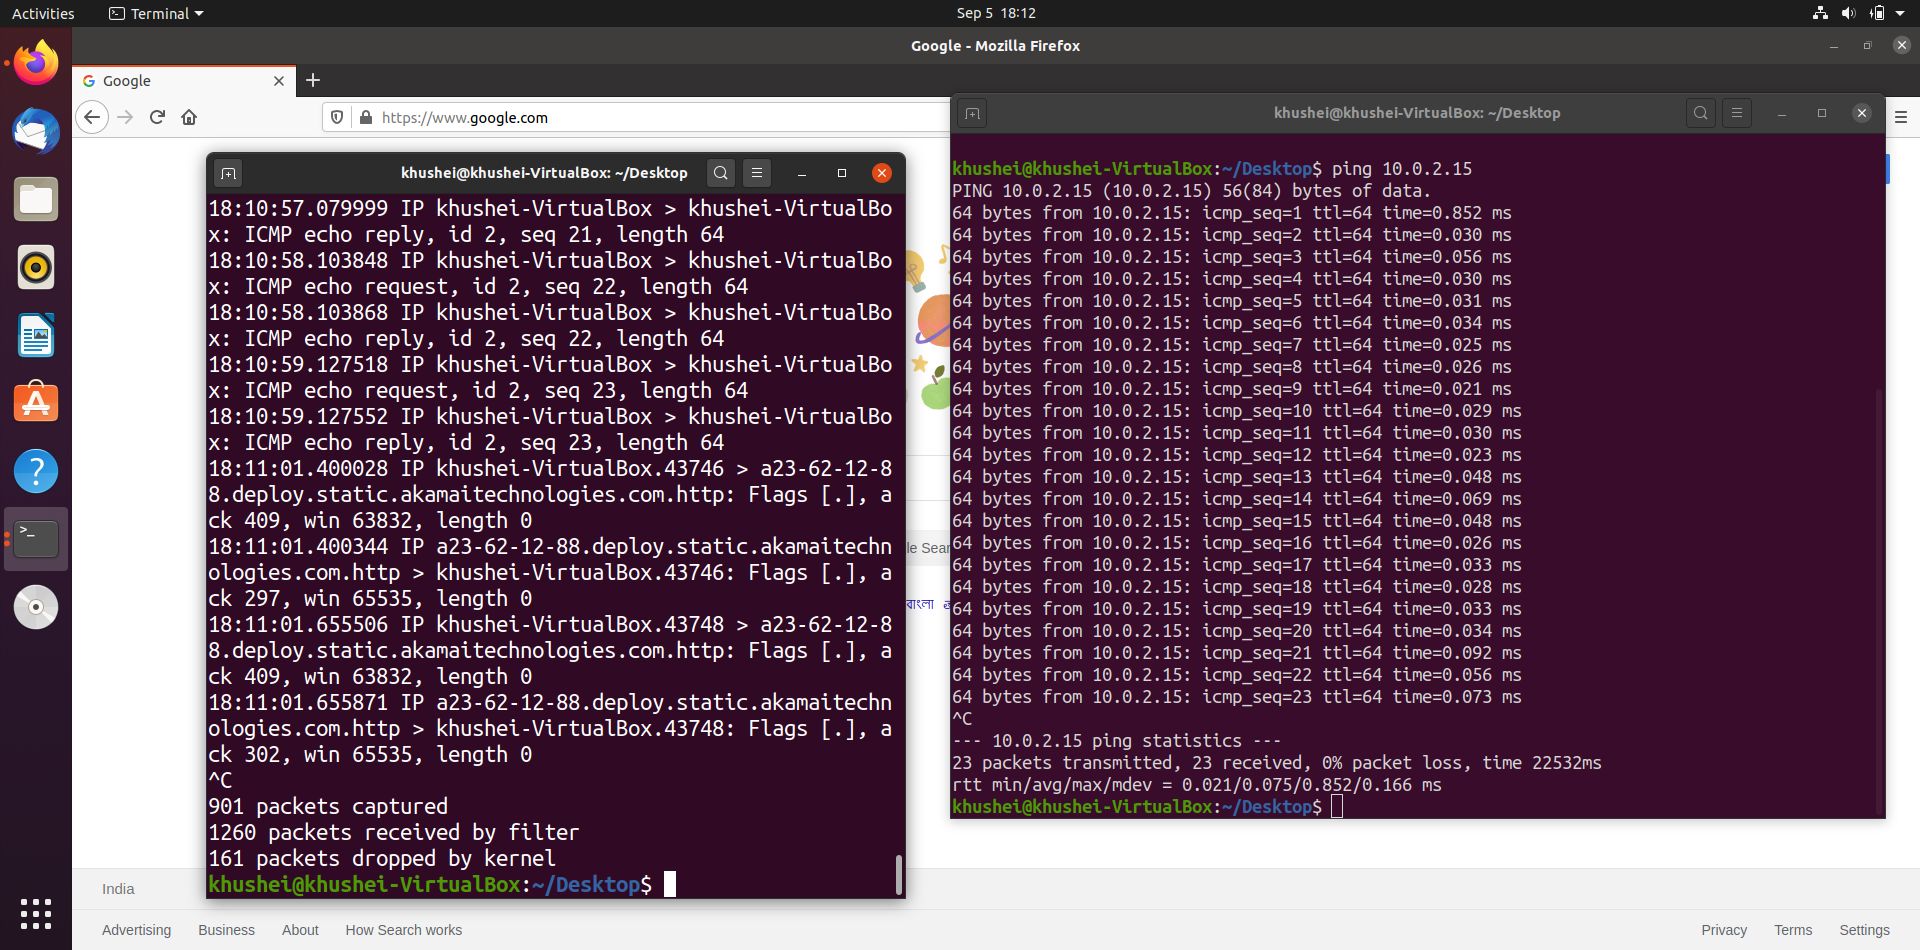 Activities
Terminal
Sep 5 18:12
Google - Mozilla Firefox
Google
https://www.google.com
khushei@khushei-VirtualBox: ~/Desktop
18:10:57.079999 IP khushei-VirtualBox > khushei-VirtualBo
x: ICMP echo reply, id 2, seq 21, length 64
18:10:58.103848 IP khushei-VirtualBox > khushei-VirtualBo
x: ICMP echo request, id 2, seq 22, length 64
18:10:58.103868 IP khushei-VirtualBox > khushei-VirtualBo
x: ICMP echo reply, id 2, seq 22, length 64
18:10:59.127518 IP khushei-VirtualBox > khushei-VirtualBo
x: ICMP echo request, id 2, seq 23, length 64
18:10:59.127552 IP khushei-VirtualBox > khushei-VirtualBo
x: ICMP echo reply, id 2, seq 23, length 64
18:11:01.400028 IP khushei-VirtualBox.43746 > a23-62-12-8
8.deploy.static.akamaitechnologies.com.http: Flags [.], a
ck 409, win 63832, length 0
18:11:01.400344 IP a23-62-12-88.deploy.static.akamaitechn
ologies.com.http > khushei-VirtualBox.43746: Flags [.], a
ck 297, win 65535, length 0
18:11:01.655506 IP khushei-VirtualBox.43748 > a23-62-12-8
8.deploy.static.akamaitechnologies.com.http: Flags [.], a
ck 409, win 63832, length 0
18:11:01.655871 IP a23-62-12-88.deploy.static.akamaitechn
ologies.com.http > khushei-VirtualBox.43748: Flags [.], a
ck 302, win 65535, length 0
^C
901 packets captured
1260 packets received by filter
161 packets dropped by kernel
khushei@khushei-VirtualBox:~/Desktop$
khushei@khushei-VirtualBox: ~/Desktop
khushei@khushei-VirtualBox:~/Desktop$ ping 10.0.2.15
PING 10.0.2.15 (10.0.2.15) 56(84) bytes of data.
64 bytes from 10.0.2.15: icmp_seq=1 ttl=64 time=0.852 ms
64 bytes from 10.0.2.15: icmp_seq=2 ttl=64 time=0.030 ms
64 bytes from 10.0.2.15: icmp_seq=3 ttl=64 time=0.056 ms
64 bytes from 10.0.2.15: icmp_seq=4 ttl=64 time=0.030 ms
64 bytes from 10.0.2.15: icmp_seq=5 ttl=64 time=0.031 ms
64 bytes from 10.0.2.15: icmp_seq=6 ttl=64 time=0.034 ms
64 bytes from 10.0.2.15: icmp_seq=7 ttl=64 time=0.025 ms
64 bytes from 10.0.2.15: icmp_seq=8 ttl=64 time=0.026 ms
64 bytes from 10.0.2.15: icmp_seq=9 ttl=64 time=0.021 ms
64 bytes from 10.0.2.15: icmp_seq=10 ttl=64 time=0.029 ms
64 bytes from 10.0.2.15: icmp_seq=11 ttl=64 time=0.030 ms
64 bytes from 10.0.2.15: icmp_seq=12 ttl=64 time=0.023 ms
64 bytes from 10.0.2.15: icmp_seq=13 ttl=64 time=0.048 ms
64 bytes from 10.0.2.15: icmp_seq=14 ttl=64 time=0.069 ms
64 bytes from 10.0.2.15: icmp_seq=15 ttl=64 time=0.048 ms
64 bytes from 10.0.2.15: icmp_seq=16 ttl=64 time=0.026 ms
64 bytes from 10.0.2.15: icmp_seq=17 ttl=64 time=0.033 ms
64 bytes from 10.0.2.15: icmp_seq=18 ttl=64 time=0.028 ms
64 bytes from 10.0.2.15: icmp_seq=19 ttl=64 time=0.033 ms
64 bytes from 10.0.2.15: icmp_seq=20 ttl=64 time=0.034 ms
64 bytes from 10.0.2.15: icmp_seq=21 ttl=64 time=0.092 ms
64 bytes from 10.0.2.15: icmp_seq=22 ttl=64 time=0.056 ms
64 bytes from 10.0.2.15: icmp_seq=23 ttl=64 time=0.073 ms
^C
--- 10.0.2.15 ping statistics ---
23 packets transmitted, 23 received, 0% packet loss, time 22532ms
rtt min/avg/max/mdev = 0.021/0.075/0.852/0.166 ms
khushei@khushei-VirtualBox:~/Desktop$
le Sear
বাংলা
India
Advertising Business About How Search works Privacy Terms Settings